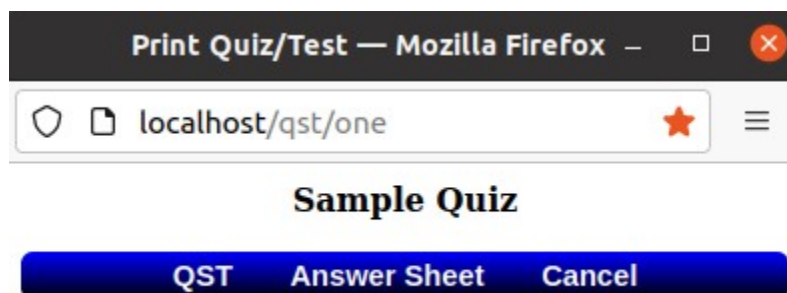 Print Quiz/Test — Mozilla Firefox
localhost/qst/one
Sample Quiz
QST Answer Sheet Cancel